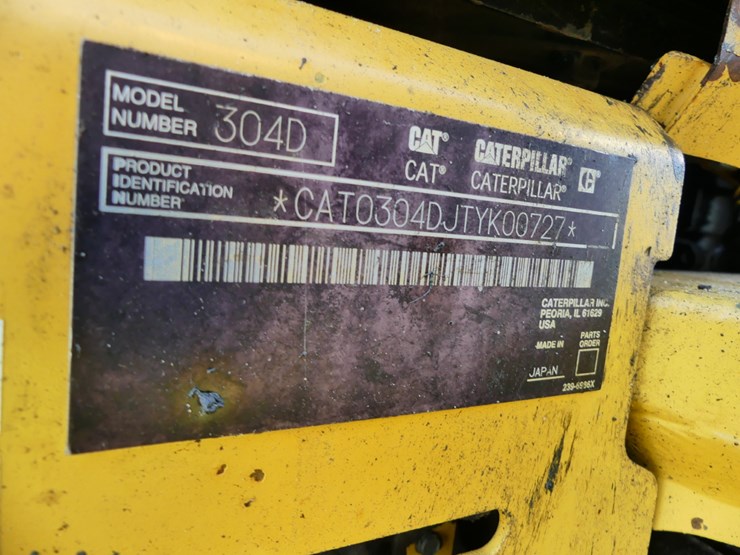 MODEL NUMBER 304D
CAT® CATERPILLAR®
CAT® CATERPILLAR®
PRODUCT IDENTIFICATION NUMBER *CAT0304DJTYK00727*
CATERPILLAR INC.
PEORIA, IL 61629
USA
MADE IN
JAPAN
PARTS ORDER
239-6996X